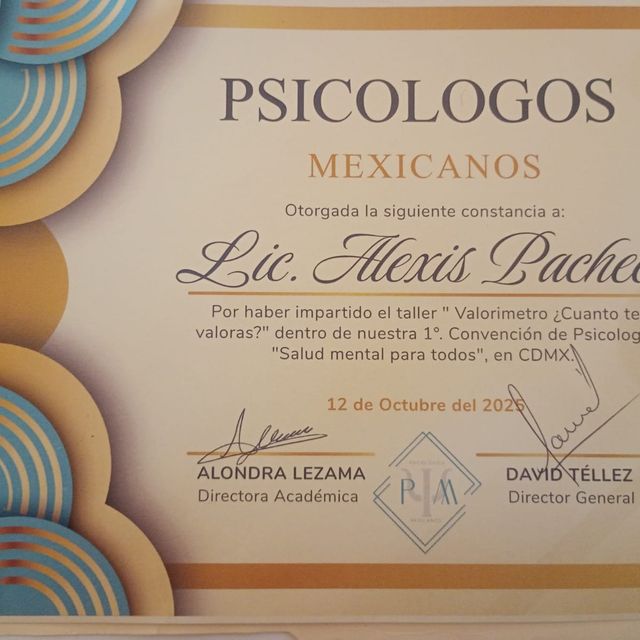 PSICOLOGOS
MEXICANOS
Otorgada la siguiente constancia a:
Lic. Alexis Pachec
Por haber impartido el taller " Valorimetro ¿Cuanto te
valoras?" dentro de nuestra 1°. Convención de Psicolog
"Salud mental para todos", en CDMX.
12 de Octubre del 2025
ALONDRA LEZAMA
Directora Académica
PM
DAVID TÉLLEZ
Director General